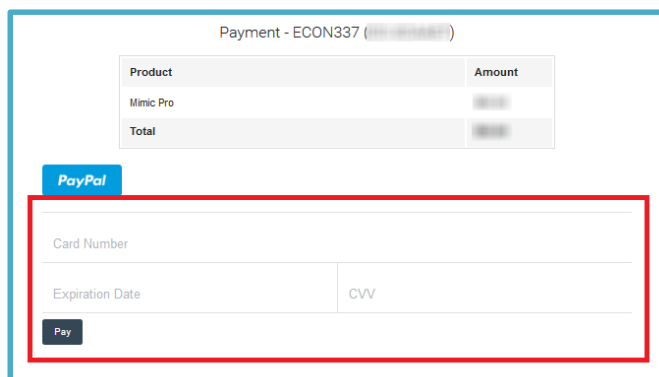 Payment - ECON337 ( )
Product Amount
Mimic Pro
Total
PayPal
Card Number
Expiration Date CVV
Pay